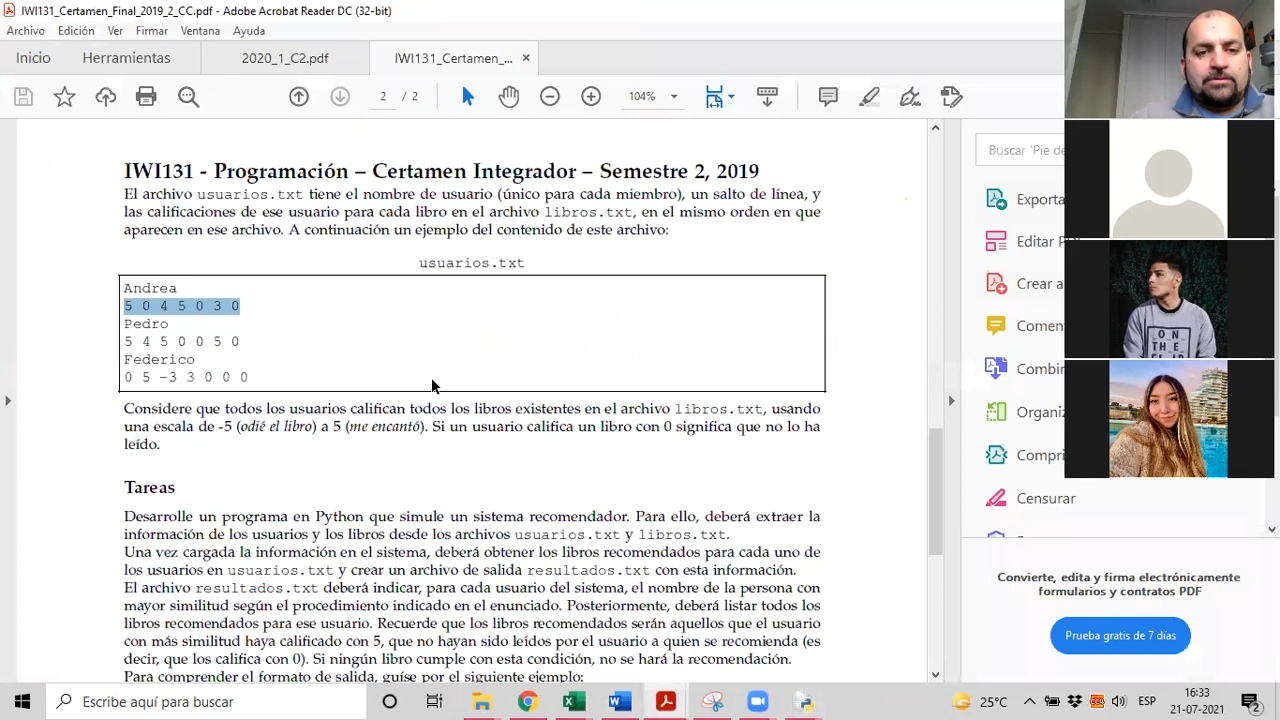 IWI131_Certamen_Final_2019_2_CC.pdf - Adobe Acrobat Reader DC (32-bit)
Archivo Edición Ver Firmar Ventana Ayuda
Inicio Herramientas 2020_1_C2.pdf IWI131_Certamen_... ×
2 / 2 104%
IWI131 - Programación – Certamen Integrador – Semestre 2, 2019
El archivo usuarios.txt tiene el nombre de usuario (único para cada miembro), un salto de línea, y
las calificaciones de ese usuario para cada libro en el archivo libros.txt, en el mismo orden en que
aparecen en ese archivo. A continuación un ejemplo del contenido de este archivo:
usuarios.txt
Andrea
5 0 4 5 0 3 0
Pedro
5 4 5 0 0 5 0
Federico
0 5 -3 3 0 0 0
Considere que todos los usuarios califican todos los libros existentes en el archivo libros.txt, usando
una escala de -5 (odié el libro) a 5 (me encantó). Si un usuario califica un libro con 0 significa que no lo ha
leído.
Tareas
Desarrolle un programa en Python que simule un sistema recomendador. Para ello, deberá extraer la
información de los usuarios y los libros desde los archivos usuarios.txt y libros.txt.
Una vez cargada la información en el sistema, deberá obtener los libros recomendados para cada uno de
los usuarios en usuarios.txt y crear un archivo de salida resultados.txt con esta información.
El archivo resultados.txt deberá indicar, para cada usuario del sistema, el nombre de la persona con
mayor similitud según el procedimiento indicado en el enunciado. Posteriormente, deberá listar todos los
libros recomendados para ese usuario. Recuerde que los libros recomendados serán aquellos que el usuario
con más similitud haya calificado con 5, que no hayan sido leídos por el usuario a quien se recomienda (es
decir, que los califica con 0). Si ningún libro cumple con esta condición, no se hará la recomendación.
Para comprender el formato de salida, guíse por el siguiente ejemplo:
Buscar 'Pie de
Exporta
Editar P
Crear a
Comen
Combin
Organiz
Compri
Censurar
Convierte, edita y firma electrónicamente
formularios y contratos PDF
Prueba gratis de 7 días
ON
THE
Escribe aquí para buscar
25°C ESP 16:33
21-07-2021 2